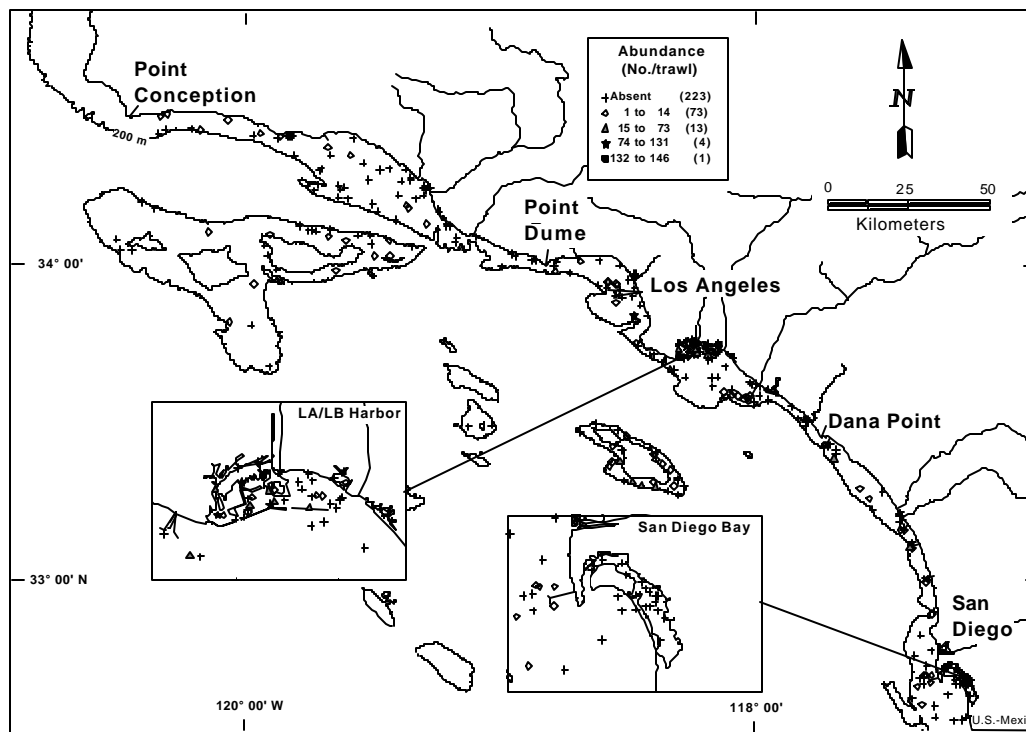 Abundance
(No./trawl)
Absent (223)
1 to 14 (73)
15 to 73 (13)
74 to 131 (4)
132 to 146 (1)
N
0 25 50
Kilometers
Point
Conception
200 m
Point
Dume
34° 00'
Los Angeles
LA/LB Harbor
Dana Point
San Diego Bay
33° 00' N
San
Diego
120° 00' W
118° 00'
U.S.-Mexi